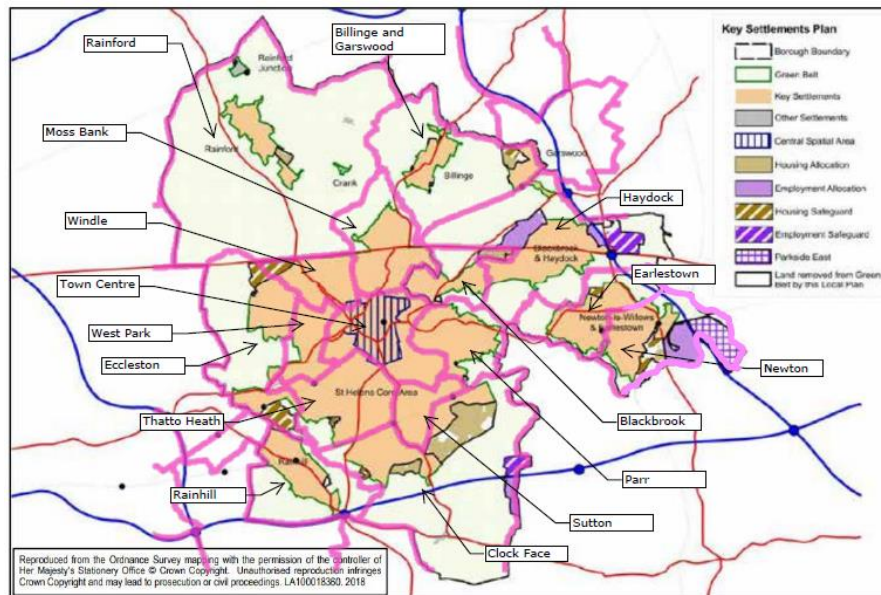 Rainford
Billinge and
Garswood
Moss Bank
Windle
Town Centre
West Park
Eccleston
Thatto Heath
Rainhill
Haydock
Earlestown
Newton
Blackbrook
Parr
Sutton
Clock Face
Rainford
Junction
Rainford
Crank
Billinge
Garswood
Blackbrook
& Haydock
Newton-le-Willows
& Earlestown
St Helens Core Area
Key Settlements Plan
Borough Boundary
Green Belt
Key Settlements
Other Settlements
Central Spatial Area
Housing Allocation
Employment Allocation
Housing Safeguard
Employment Safeguard
Parkside East
Land removed from Green
Belt by this Local Plan
Reproduced from the Ordnance Survey mapping with the permission of the controller of
Her Majesty's Stationery Office © Crown Copyright. Unauthorised reproduction infringes
Crown Copyright and may lead to prosecution or civil proceedings. LA100018360. 2018